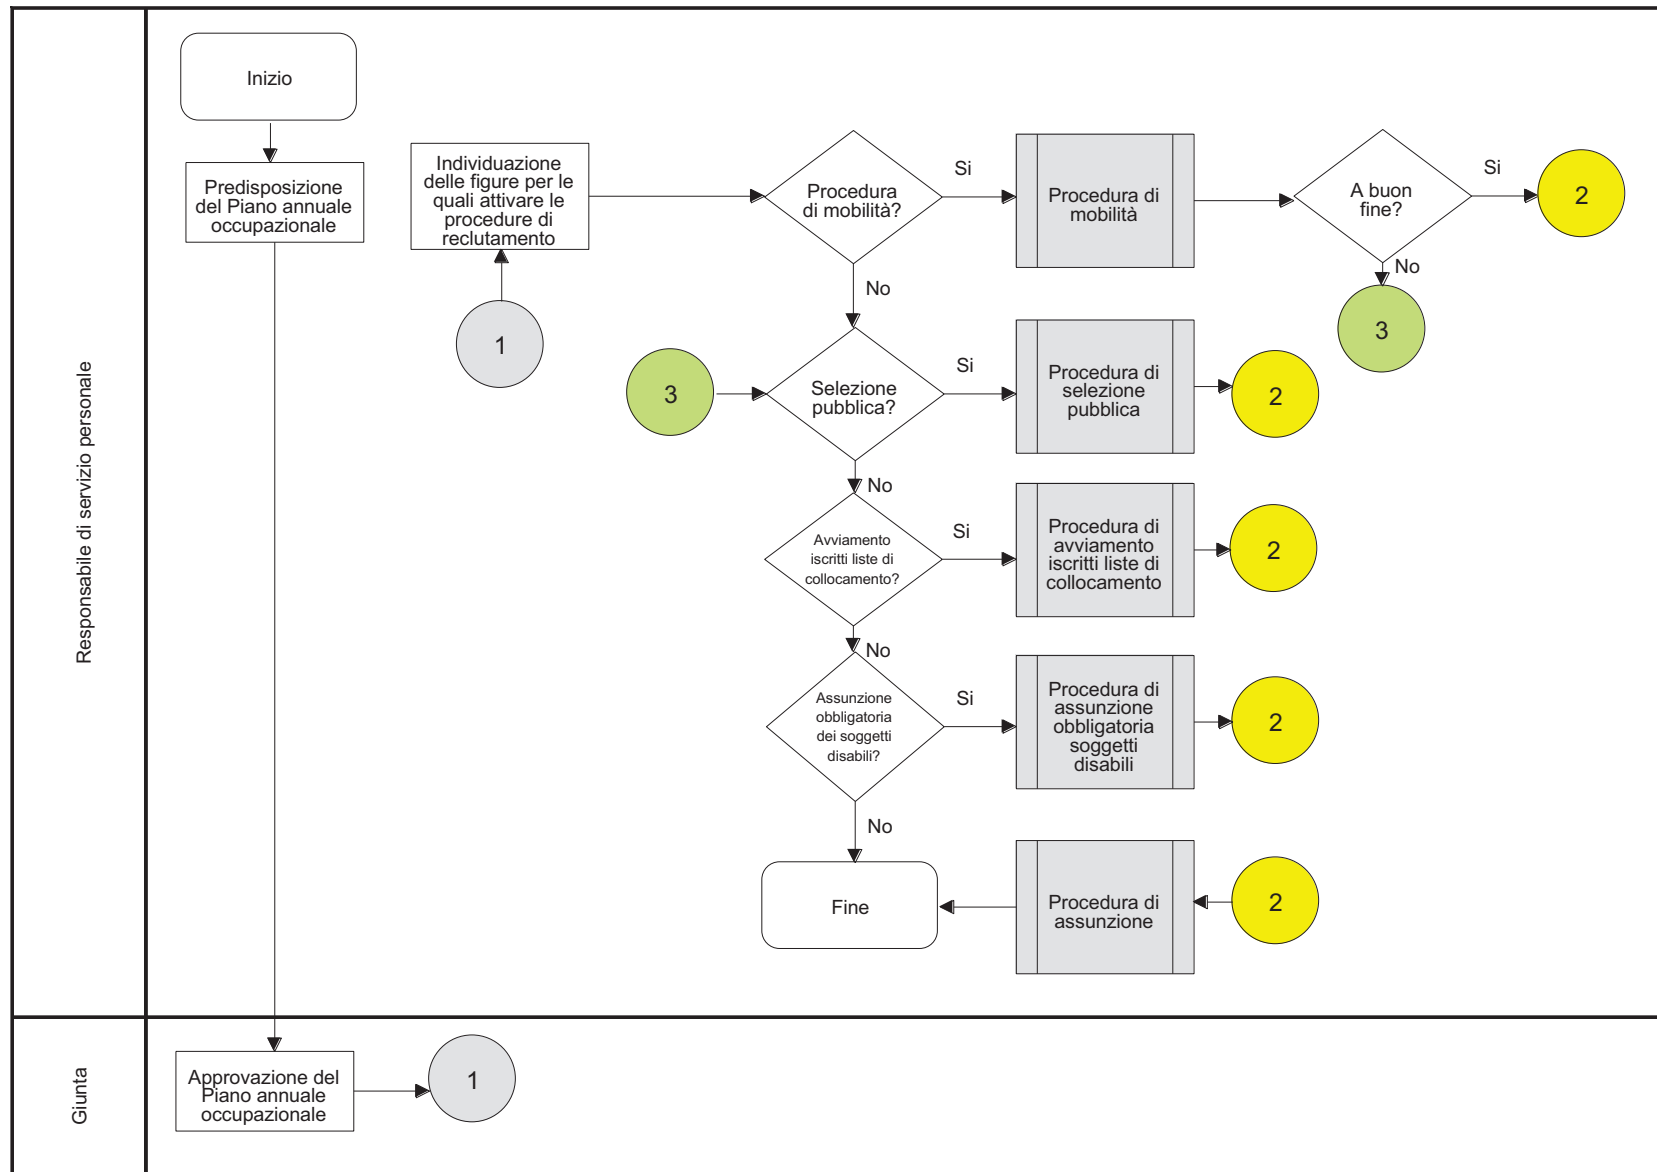 Responsabile di servizio personale
Inizio
Predisposizione
del Piano annuale
occupazionale
Individuazione
delle figure per le
quali attivare le
procedure di
reclutamento
1
Procedura
di mobilità?
Si
Procedura di
mobilità
A buon
fine?
Si
2
No
3
No
3
Selezione
pubblica?
Si
Procedura di
selezione
pubblica
2
No
Avviamento
iscritti liste di
collocamento?
Si
Procedura di
avviamento
iscritti liste di
collocamento
2
No
Assunzione
obbligatoria
dei soggetti
disabili?
Si
Procedura di
assunzione
obbligatoria
soggetti
disabili
2
No
Fine
Procedura di
assunzione
2
Giunta
Approvazione del
Piano annuale
occupazionale
1